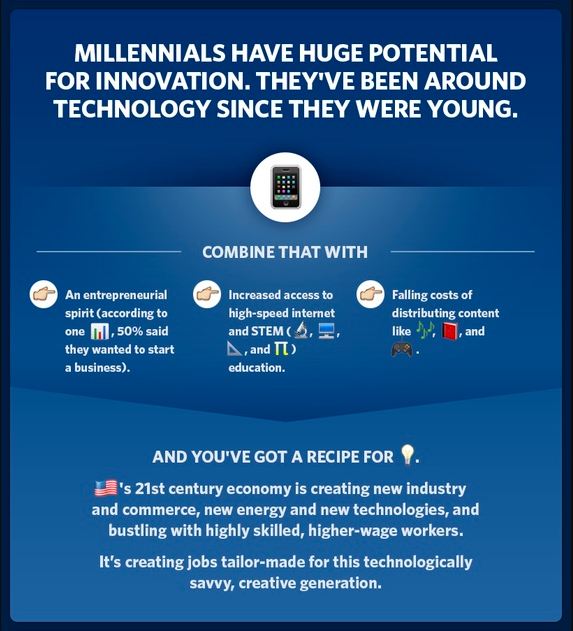 MILLENNIALS HAVE HUGE POTENTIAL
FOR INNOVATION. THEY'VE BEEN AROUND
TECHNOLOGY SINCE THEY WERE YOUNG.
COMBINE THAT WITH
👉 An entrepreneurial
spirit (according to
one 📊, 50% said
they wanted to start
a business).
👉 Increased access to
high-speed internet
and STEM (🔬, 🖥️,
📐, and ℼ)
education.
👉 Falling costs of
distributing content
like 🎶, 📕, and
🎮.
AND YOU'VE GOT A RECIPE FOR 💡.
🇺🇸's 21st century economy is creating new industry
and commerce, new energy and new technologies, and
bustling with highly skilled, higher-wage workers.
It’s creating jobs tailor-made for this technologically
savvy, creative generation.